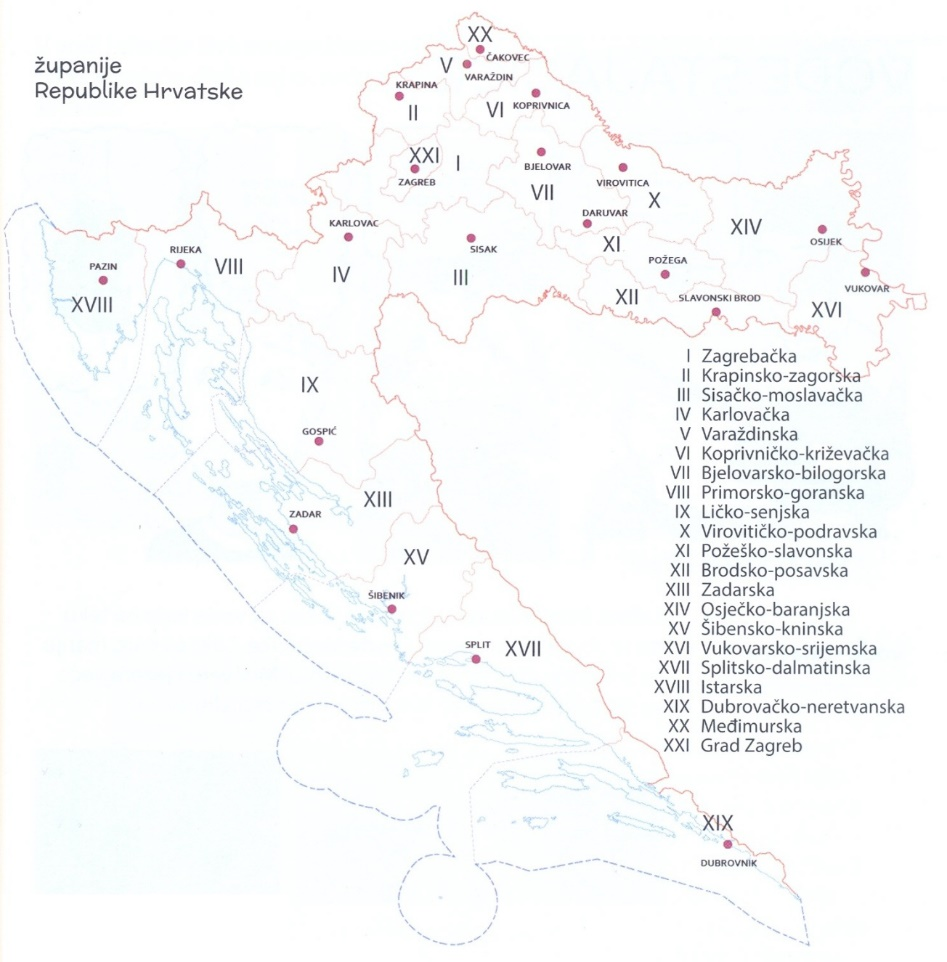 županije
Republike Hrvatske
XX
ČAKOVEC
V
VARAŽDIN
KRAPINA
II
VI
KOPRIVNICA
XXI
I
ZAGREB
BJELOVAR
VII
VIROVITICA
X
DARUVAR
XIV
KARLOVAC
SISAK
XI
OSIJEK
RIJEKA
VIII
PAZIN
XVIII
IV
III
POŽEGA
XII
SLAVONSKI BROD
VUKOVAR
XVI
IX
GOSPIĆ
XIII
ZADAR
XV
ŠIBENIK
SPLIT
XVII
XIX
DUBROVNIK
I Zagrebačka
II Krapinsko-zagorska
III Sisačko-moslavačka
IV Karlovačka
V Varaždinska
VI Koprivničko-križevačka
VII Bjelovarsko-bilogorska
VIII Primorsko-goranska
IX Ličko-senjska
X Virovitičko-podravska
XI Požeško-slavonska
XII Brodsko-posavska
XIII Zadarska
XIV Osječko-baranjska
XV Šibensko-kninska
XVI Vukovarsko-srijemska
XVII Splitsko-dalmatinska
XVIII Istarska
XIX Dubrovačko-neretvanska
XX Međimurska
XXI Grad Zagreb